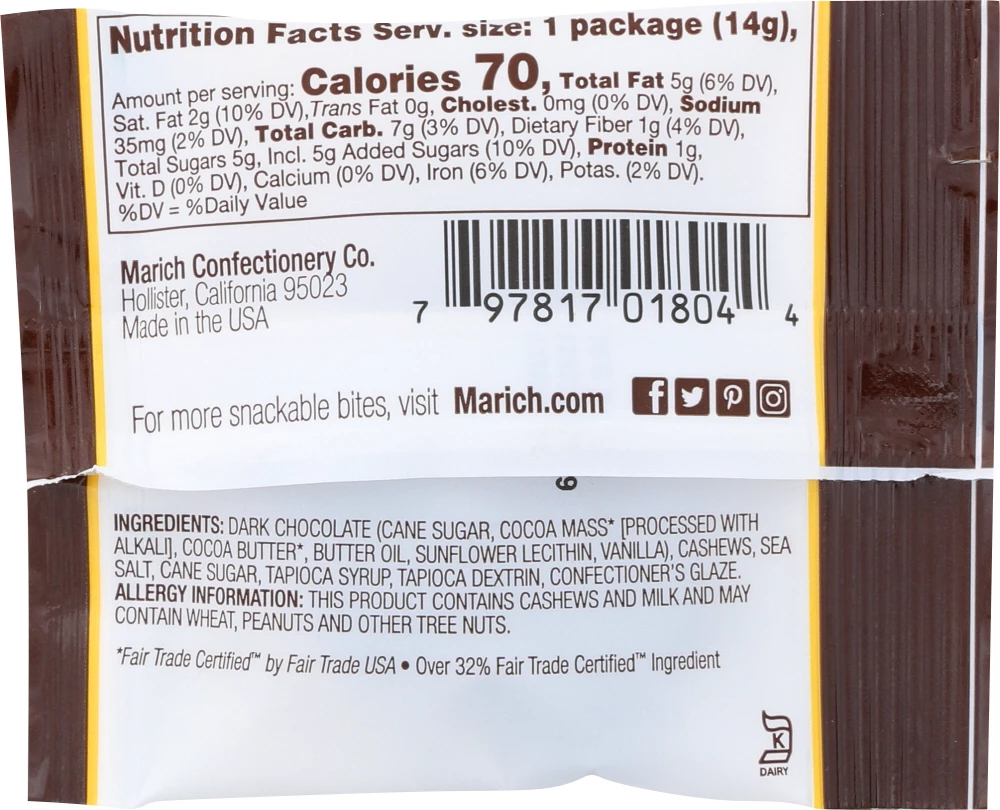 Nutrition Facts Serv. size: 1 package (14g),
Amount per serving: Calories 70, Total Fat 5g (6% DV),
Sat. Fat 2g (10% DV),Trans Fat 0g, Cholest. 0mg (0% DV), Sodium
35mg (2% DV), Total Carb. 7g (3% DV), Dietary Fiber 1g (4% DV),
Total Sugars 5g, Incl. 5g Added Sugars (10% DV), Protein 1g,
Vit. D (0% DV), Calcium (0% DV), Iron (6% DV), Potas. (2% DV).
%DV = %Daily Value
Marich Confectionery Co.
Hollister, California 95023
Made in the USA
7 97817 01804 4
For more snackable bites, visit Marich.com
INGREDIENTS: DARK CHOCOLATE (CANE SUGAR, COCOA MASS* [PROCESSED WITH
ALKALI], COCOA BUTTER*, BUTTER OIL, SUNFLOWER LECITHIN, VANILLA), CASHEWS, SEA
SALT, CANE SUGAR, TAPIOCA SYRUP, TAPIOCA DEXTRIN, CONFECTIONER'S GLAZE.
ALLERGY INFORMATION: THIS PRODUCT CONTAINS CASHEWS AND MILK AND MAY
CONTAIN WHEAT, PEANUTS AND OTHER TREE NUTS.
*Fair Trade Certified™ by Fair Trade USA • Over 32% Fair Trade Certified™ Ingredient
K
DAIRY